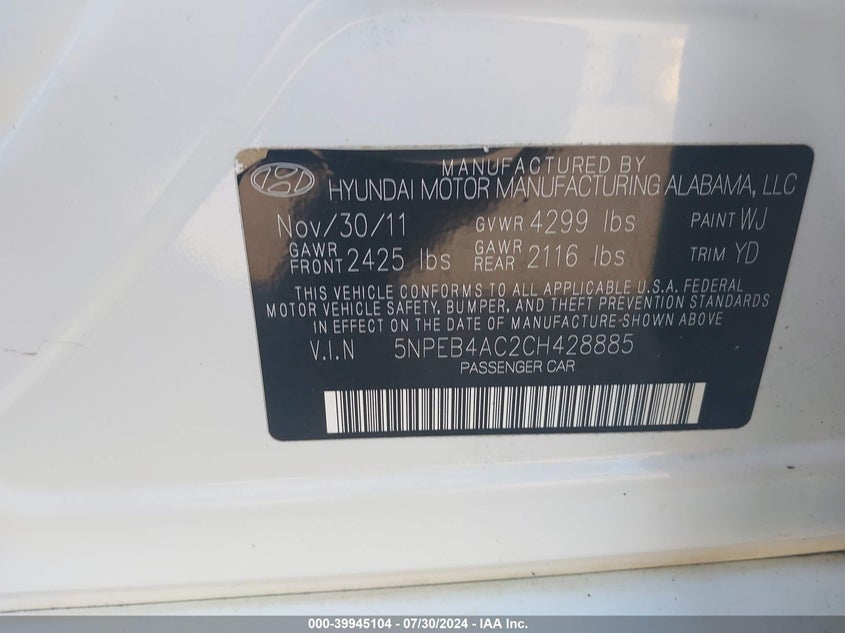 MANUFACTURED BY
HYUNDAI MOTOR MANUFACTURING ALABAMA, LLC
Nov/30/11 GVWR 4299 lbs PAINT WJ
GAWR FRONT 2425 lbs GAWR REAR 2116 lbs TRIM YD
THIS VEHICLE CONFORMS TO ALL APPLICABLE U.S.A. FEDERAL
MOTOR VEHICLE SAFETY, BUMPER, AND THEFT PREVENTION STANDARDS
IN EFFECT ON THE DATE OF MANUFACTURE SHOWN ABOVE
V.I.N 5NPEB4AC2CH428885
PASSENGER CAR
000-39945104 - 07/30/2024 - IAA Inc.